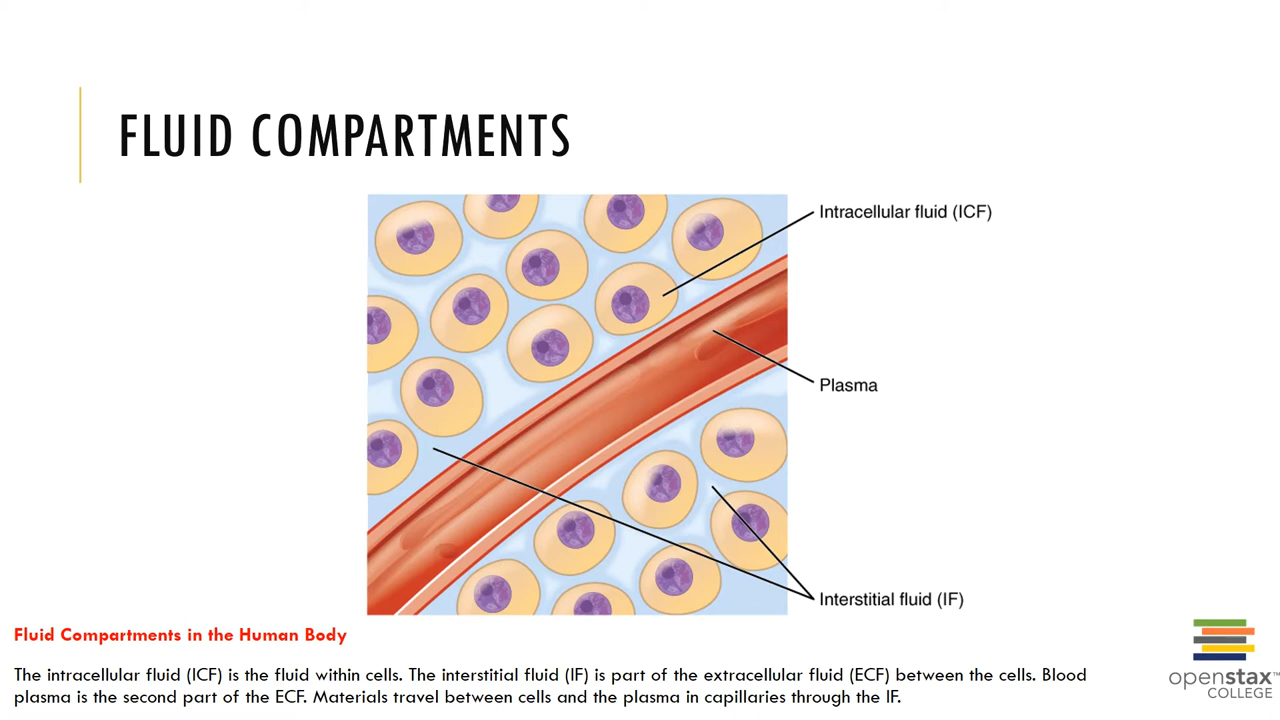 FLUID COMPARTMENTS
Intracellular fluid (ICF)
Plasma
Interstitial fluid (IF)
Fluid Compartments in the Human Body
The intracellular fluid (ICF) is the fluid within cells. The interstitial fluid (IF) is part of the extracellular fluid (ECF) between the cells. Blood
plasma is the second part of the ECF. Materials travel between cells and the plasma in capillaries through the IF.
openstax™
COLLEGE